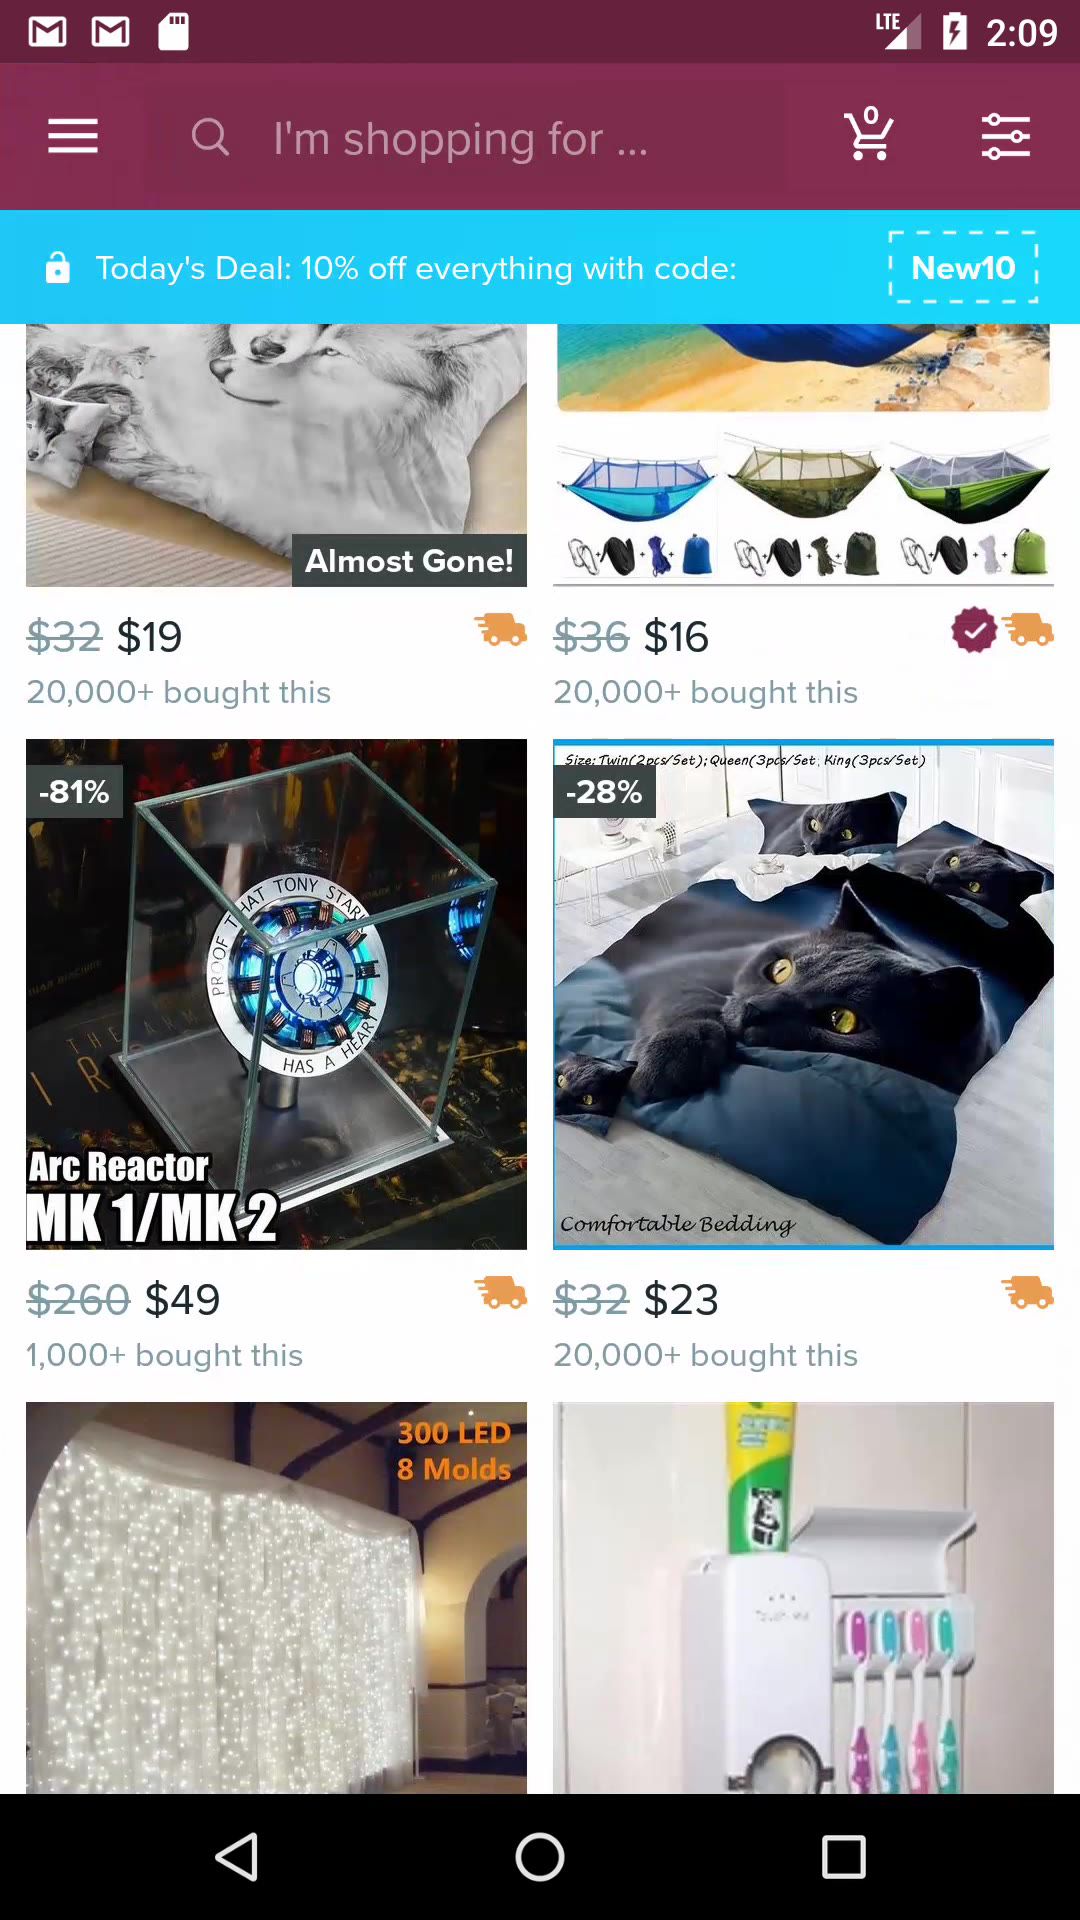 LTE 2:09
0
I'm shopping for ...
Today's Deal: 10% off everything with code: New10
Almost Gone!
$32 $19
20,000+ bought this
$36 $16
20,000+ bought this
-81%
PROOF THAT TONY STARK
HAS A HEART
THE ARM
Arc Reactor
MK 1/MK 2
Size:Twin(2pcs/Set);Queen(3pcs/Set King(3pcs/Set)
-28%
Comfortable Bedding
$260 $49
1,000+ bought this
$32 $23
20,000+ bought this
300 LED
8 Molds